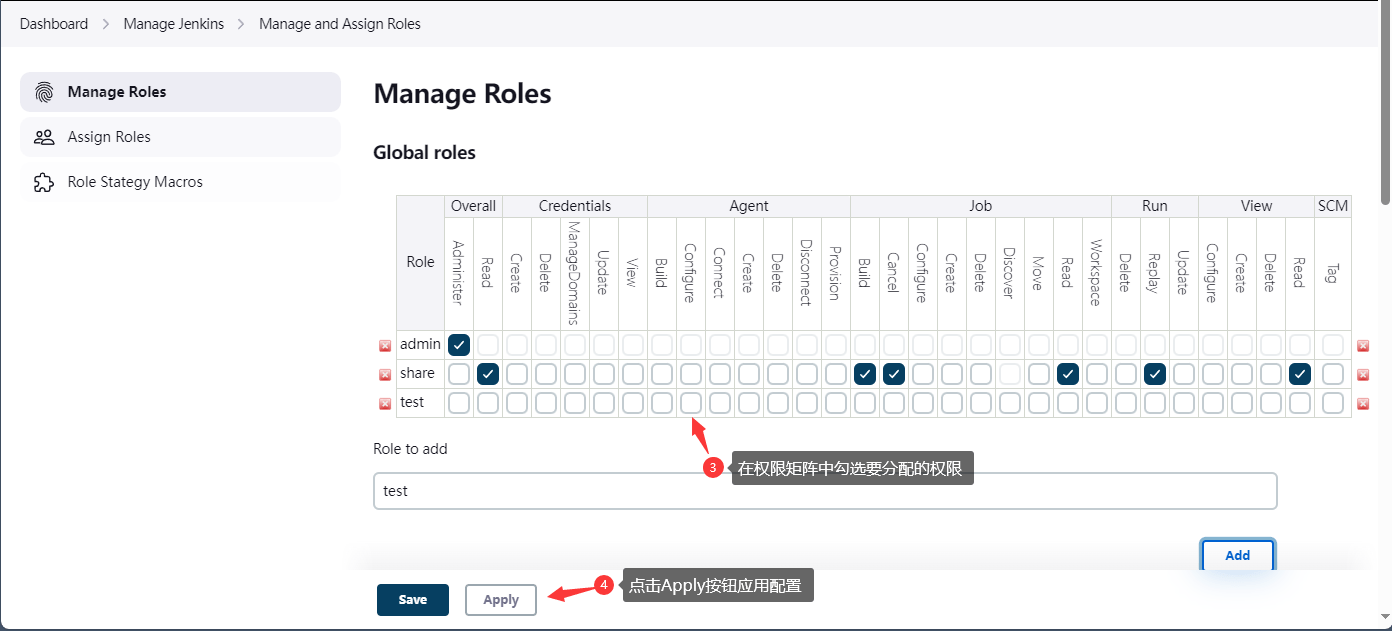 Dashboard > Manage Jenkins > Manage and Assign Roles
Manage Roles
Assign Roles
Role Stategy Macros
Manage Roles
Global roles
Role
Overall Credentials Agent Job Run View SCM
Administer Read Create Delete ManageDomains Update View Build Configure Connect Create Delete Disconnect Provision Build Cancel Configure Create Delete Discover Move Read Workspace Delete Replay Update Configure Create Delete Read Tag
admin
share
test
Role to add
3 在权限矩阵中勾选要分配的权限
test
Add
Save Apply 4 点击Apply按钮应用配置